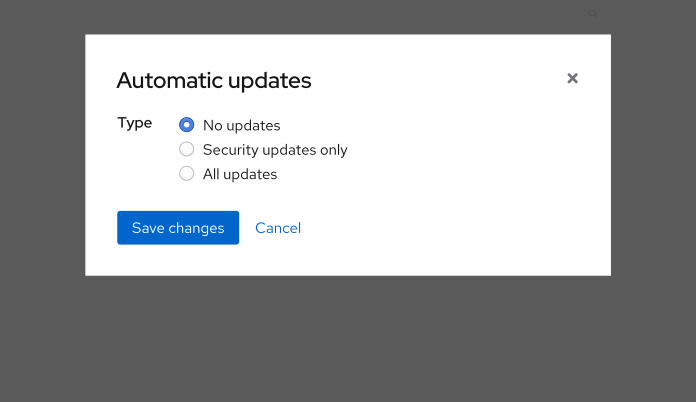 Automatic updates
Type
No updates
Security updates only
All updates
Save changes Cancel